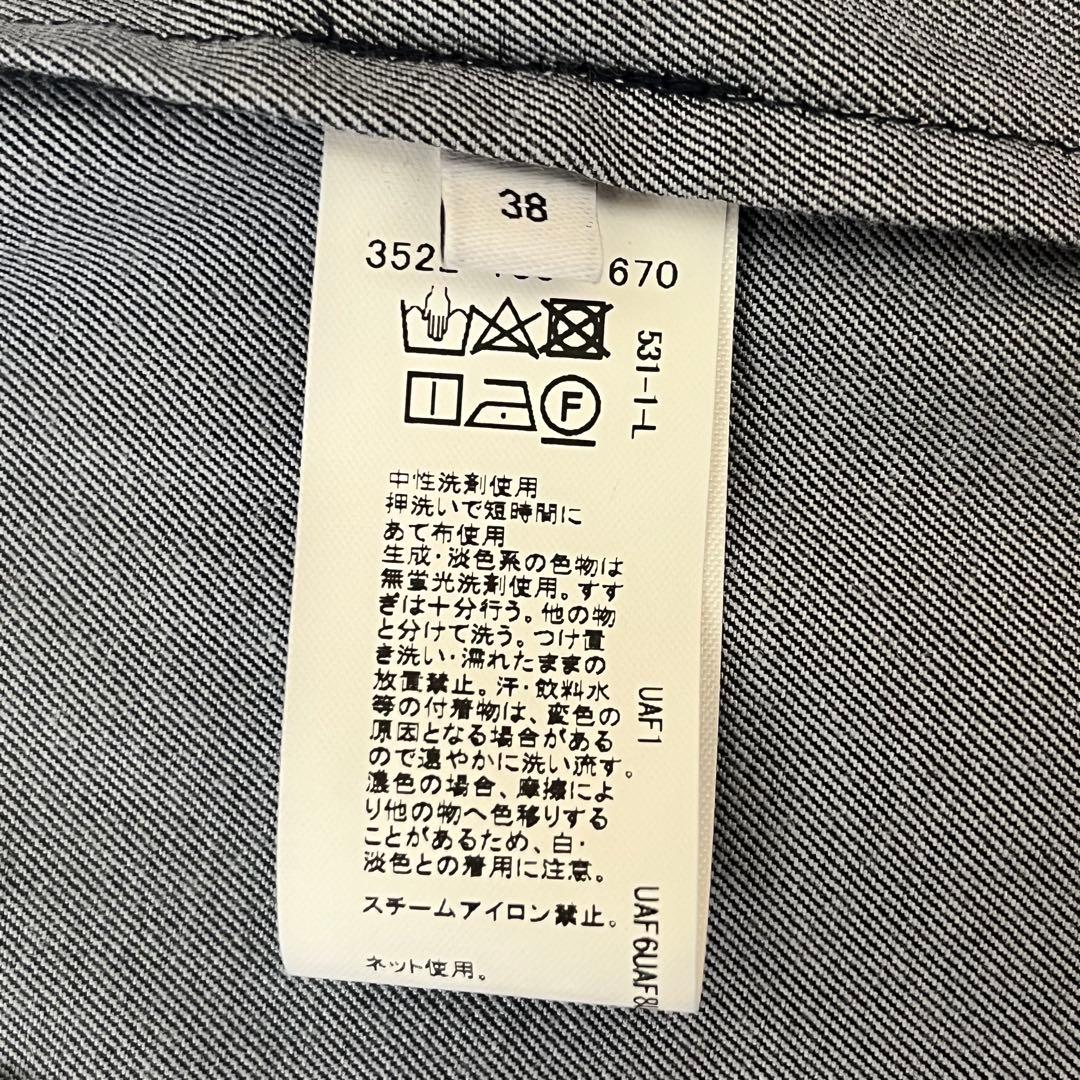 38
352
670
F
531-1-L
中性洗剤使用
押洗いで短時間に
あて布使用
生成・淡色系の色物は
無蛍光洗剤使用。すす
ぎは十分行う。他の物
と分けて洗う。つけ置
き洗い・濡れたままの
放置禁止。汗・飲料水
等の付着物は、変色の
原因となる場合がある
ので速やかに洗い流す。
濃色の場合、摩擦によ
り他の物へ色移りする
ことがあるため、白・
淡色との着用に注意。
スチームアイロン禁止。
ネット使用。
UAF1
UAF6UAF8